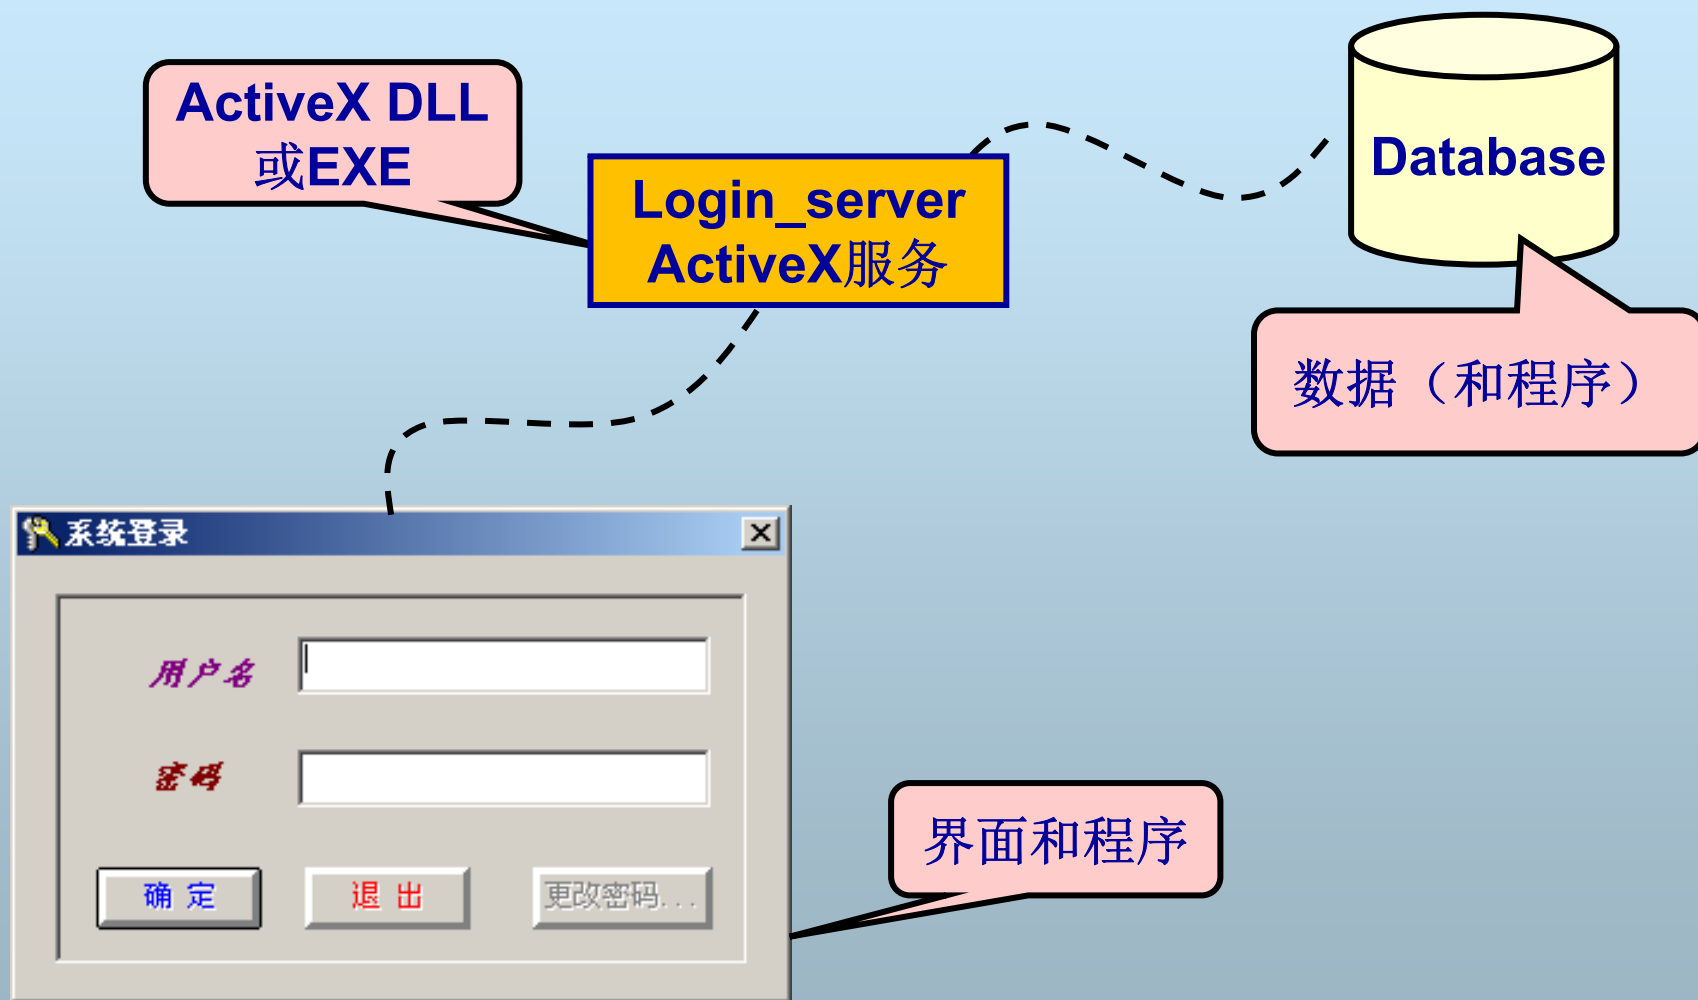 ActiveX DLL
或EXE
Login_server
ActiveX服务
Database
数据（和程序）
系统登录
用户名
密码
确 定
退 出
更改密码...
界面和程序